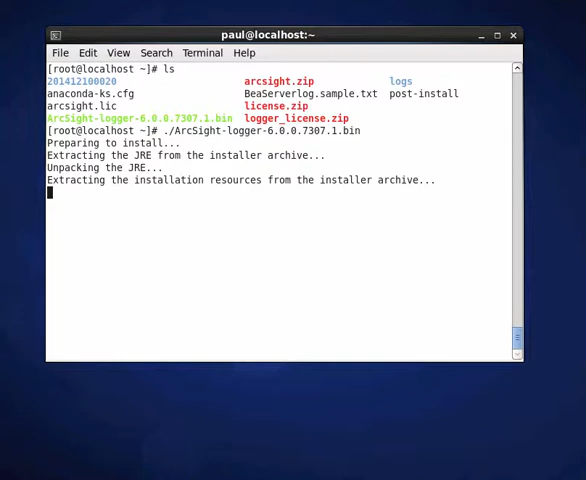 paul@localhost:~
File Edit View Search Terminal Help
[root@localhost ~]# ls
201412100020 arcsight.zip logs
anaconda-ks.cfg BeaServerlog.sample.txt post-install
arcsight.lic license.zip
ArcSight-logger-6.0.0.7307.1.bin logger_license.zip
[root@localhost ~]# ./ArcSight-logger-6.0.0.7307.1.bin
Preparing to install...
Extracting the JRE from the installer archive...
Unpacking the JRE...
Extracting the installation resources from the installer archive...